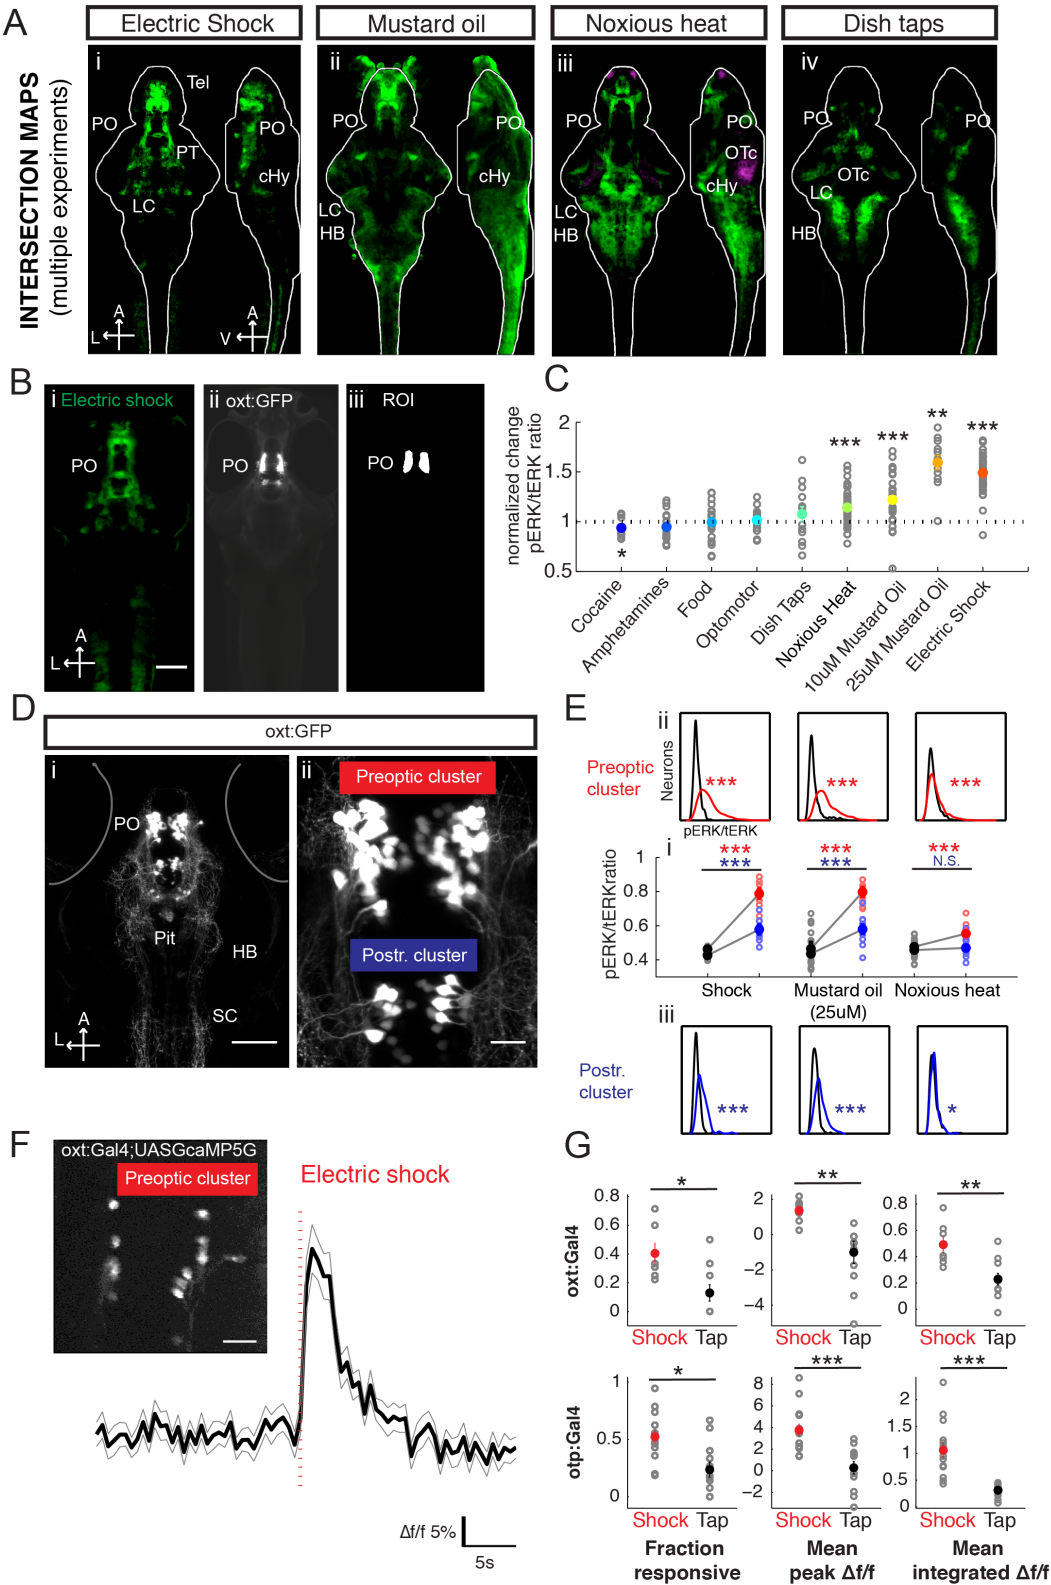 A
Electric Shock
Mustard oil
Noxious heat
Dish taps
INTERSECTION MAPS
(multiple experiments)
i
Tel
PO
PO
PT
cHy
LC
A
L
A
V
ii
PO
PO
cHy
LC
HB
iii
PO
PO
OTc
cHy
LC
HB
iv
PO
PO
OTc
LC
HB
B
i Electric shock
PO
A
L
ii oxt:GFP
PO
iii ROI
PO
C
normalized change
pERK/tERK ratio
2
1.5
1
0.5
*
***
***
**
***
Cocaine
Amphetamines
Food
Optomotor
Dish Taps
Noxious Heat
10uM Mustard Oil
25uM Mustard Oil
Electric Shock
D
oxt:GFP
i
PO
Pit
HB
SC
A
L
ii
Preoptic cluster
Postr. cluster
E
ii
Preoptic
cluster
Neurons
pERK/tERK
***
***
***
i
pERK/tERKratio
1
0.8
0.6
0.4
***
***
***
***
***
N.S.
Shock
Mustard oil
(25uM)
Noxious heat
iii
Postr.
cluster
***
***
*
F
oxt:Gal4;UASGcaMP5G
Preoptic cluster
Electric shock
Δf/f 5%
5s
G
oxt:Gal4
0.8
0.6
0.4
0.2
0
*
Shock Tap
2
0
−2
−4
**
Shock Tap
0.8
0.6
0.4
0.2
0
**
Shock Tap
otp:Gal4
1
0.5
0
*
Shock Tap
8
6
4
2
0
−2
***
Shock Tap
2
1.5
1
0.5
0
***
Shock Tap
Fraction
responsive
Mean
peak Δf/f
Mean
integrated Δf/f